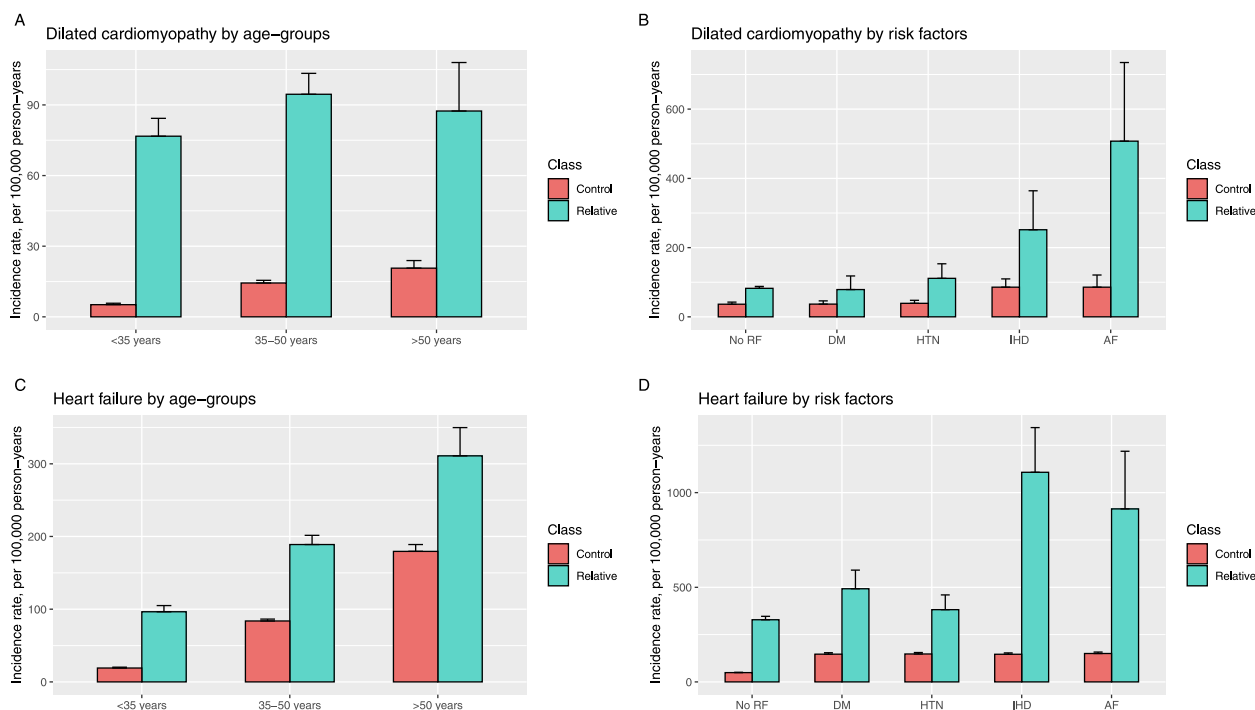 A
Dilated cardiomyopathy by age-groups
Incidence rate, per 100,000 person−years
90
60
30
0
<35 years
35−50 years
>50 years
Class
Control
Relative
B
Dilated cardiomyopathy by risk factors
Incidence rate, per 100,000 person−years
600
400
200
0
No RF
DM
HTN
IHD
AF
Class
Control
Relative
C
Heart failure by age-groups
Incidence rate, per 100,000 person−years
300
200
100
0
<35 years
35−50 years
>50 years
Class
Control
Relative
D
Heart failure by risk factors
Incidence rate, per 100,000 person−years
1000
500
0
No RF
DM
HTN
IHD
AF
Class
Control
Relative